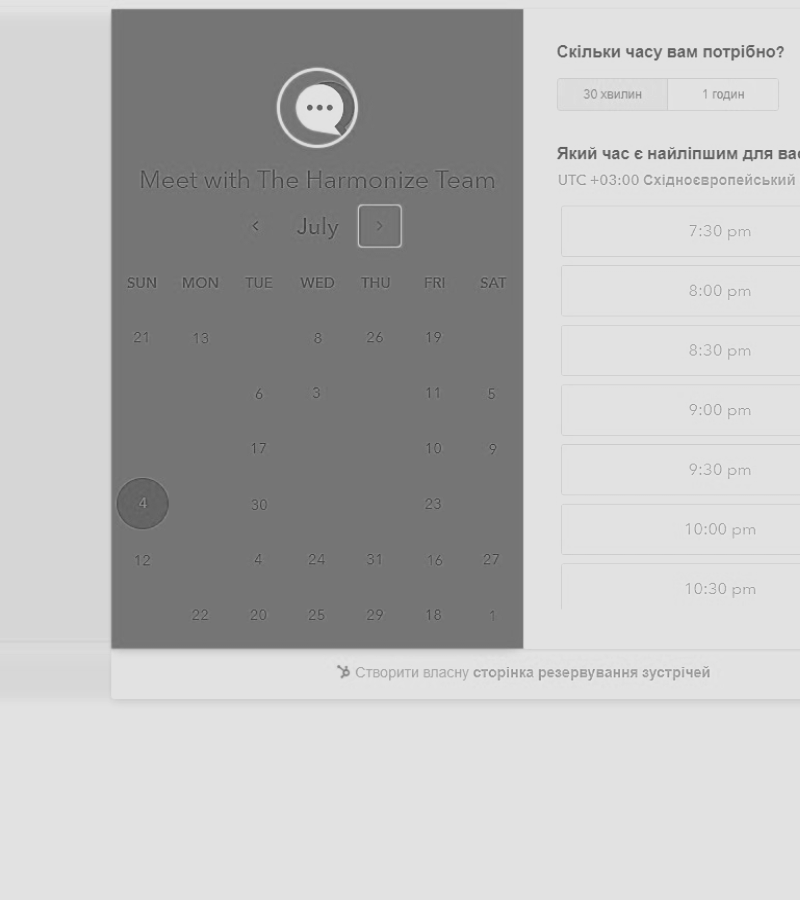 Meet with The Harmonize Team
July
SUN MON TUE WED THU FRI SAT
21 13 8 26 19
6 3 11 5
17 10 9
4 30 23
12 4 24 31 16 27
22 20 25 29 18 1
Скільки часу вам потрібно?
30 хвилин 1 годин
Який час є найліпшим для вас
UTC +03:00 Східноєвропейський
7:30 pm
8:00 pm
8:30 pm
9:00 pm
9:30 pm
10:00 pm
10:30 pm
Створити власну сторінка резервування зустрічей